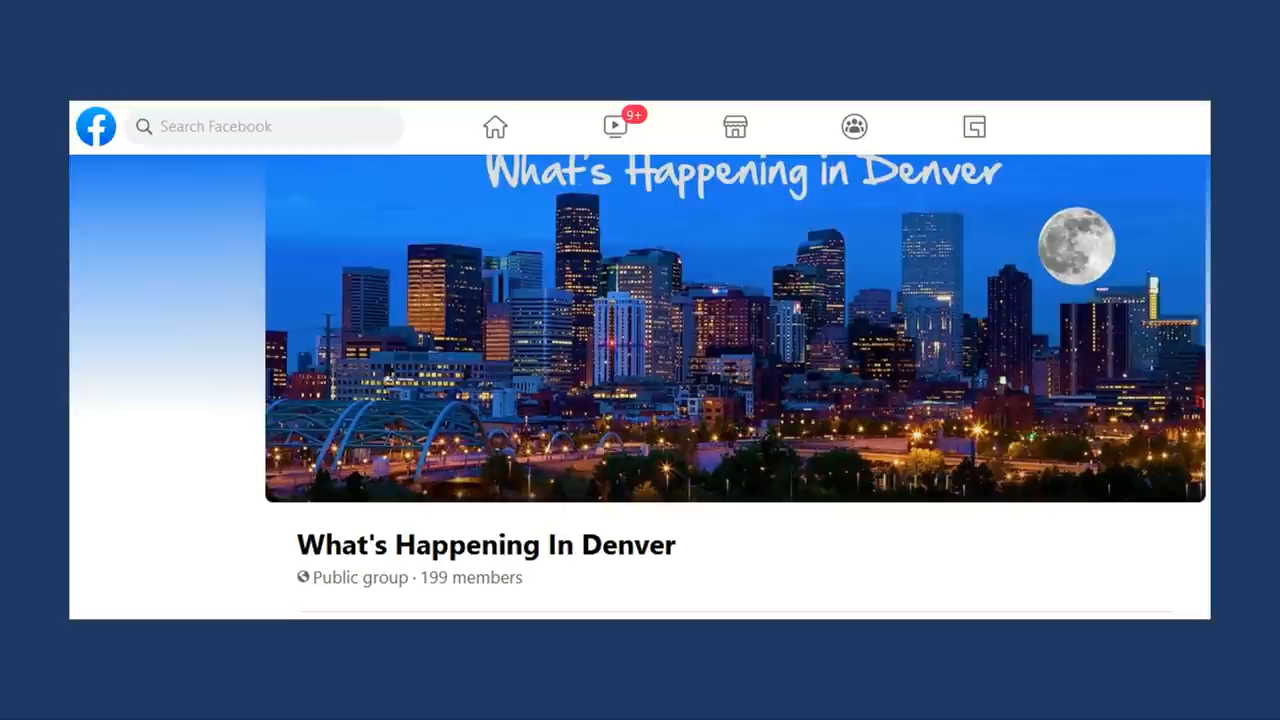 Search Facebook
9+
What's Happening in Denver
What's Happening In Denver
Public group · 199 members